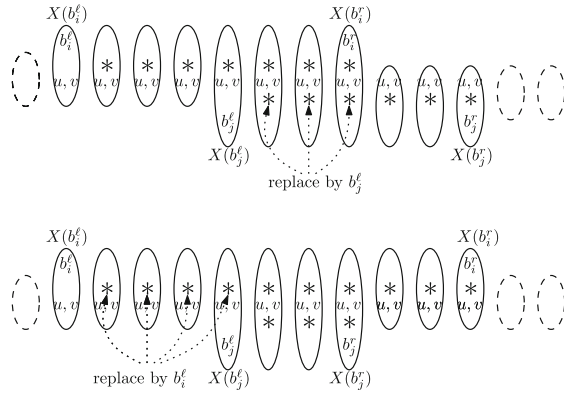 X(b_i^ℓ) X(b_i^r)
b_i^ℓ * * * * * b_i^r
u, v u, v u, v u, v u, v u, v u, v u, v u, v u, v u, v
* * * * * *
b_j^ℓ b_j^r
X(b_j^ℓ) X(b_j^r)
replace by b_j^ℓ
X(b_i^ℓ) X(b_i^r)
b_i^ℓ * * * * * * * * * b_i^r
u, v u, v u, v u, v u, v u, v u, v u, v u, v u, v u, v
* * *
b_j^ℓ b_j^r
replace by b_i^ℓ X(b_j^ℓ) X(b_j^r)